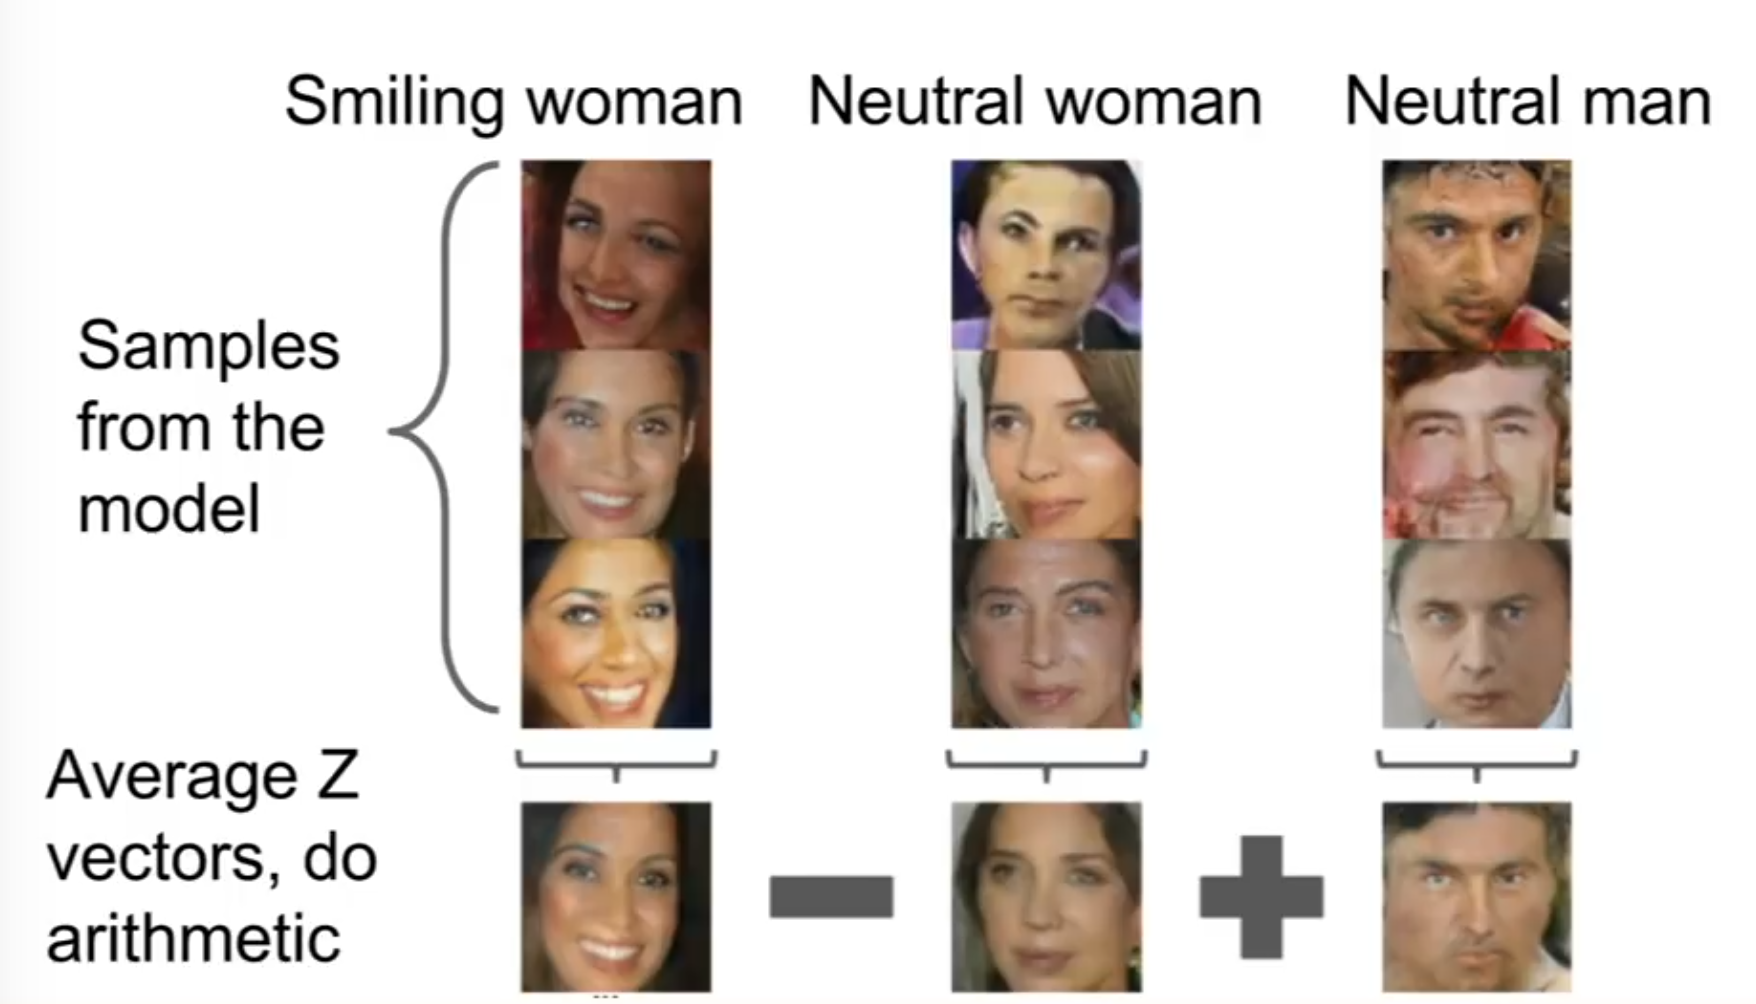 Smiling woman Neutral woman Neutral man
Samples
from the
model
Average Z
vectors, do
arithmetic